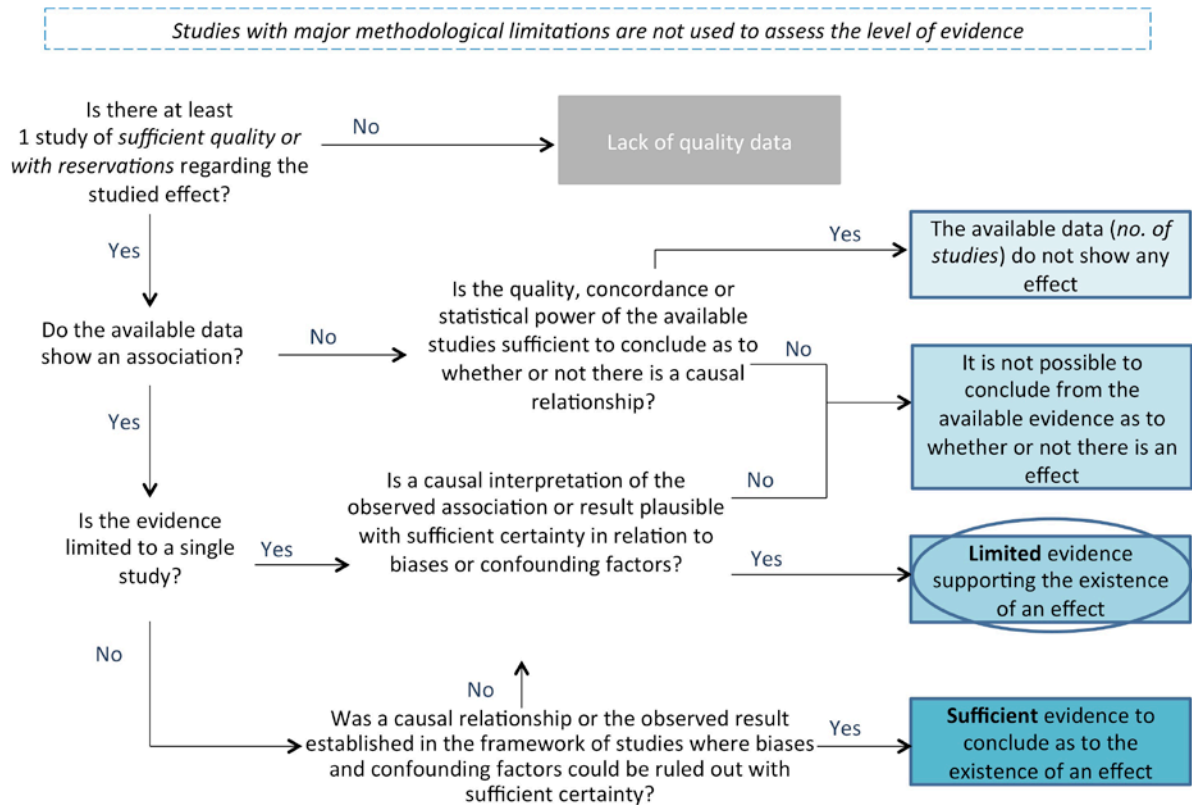 Studies with major methodological limitations are not used to assess the level of evidence
Is there at least
1 study of sufficient quality or
with reservations regarding the
studied effect?
No
Lack of quality data
Yes
Yes
The available data (no. of
studies) do not show any
effect
Do the available data
show an association?
No
Is the quality, concordance or
statistical power of the available
studies sufficient to conclude as to
whether or not there is a causal
relationship?
No
It is not possible to
conclude from the
available evidence as to
whether or not there is an
effect
Yes
Is the evidence
limited to a single
study?
Yes
Is a causal interpretation of the
observed association or result plausible
with sufficient certainty in relation to
biases or confounding factors?
No
Yes
Limited evidence
supporting the existence
of an effect
No
No
Was a causal relationship or the observed result
established in the framework of studies where biases
and confounding factors could be ruled out with
sufficient certainty?
Yes
Sufficient evidence to
conclude as to the
existence of an effect